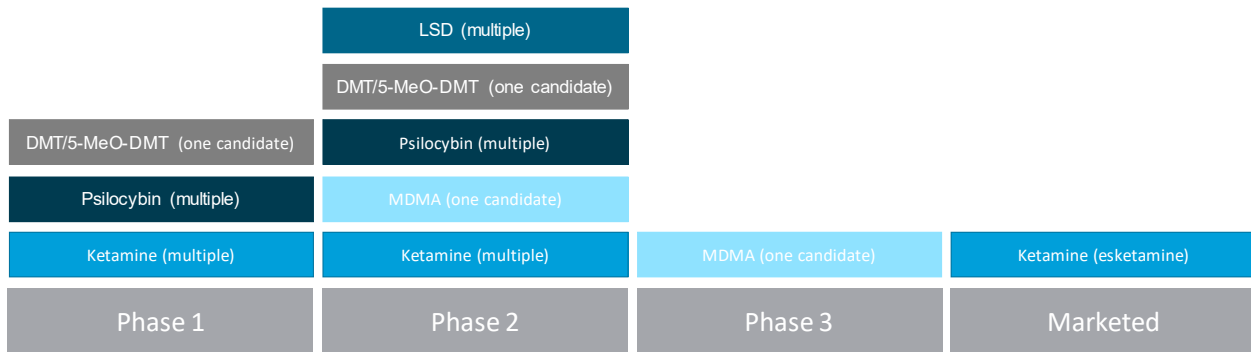 LSD (multiple)
DMT/5-MeO-DMT (one candidate)
DMT/5-MeO-DMT (one candidate)
Psilocybin (multiple)
Psilocybin (multiple)
MDMA (one candidate)
Ketamine (multiple)
Ketamine (multiple)
MDMA (one candidate)
Ketamine (esketamine)
Phase 1
Phase 2
Phase 3
Marketed